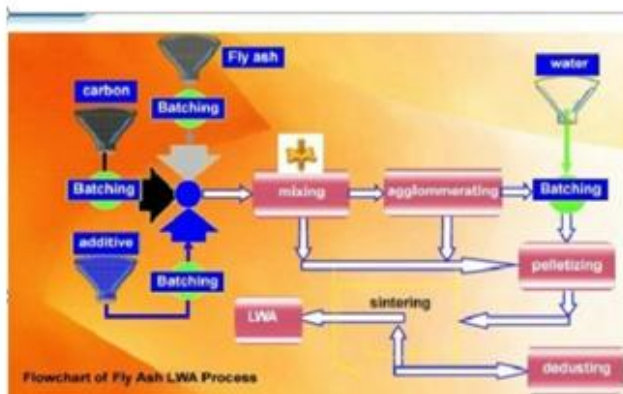 Fly ash
water
carbon
Batching
Batching
mixing
agglommerating
Batching
additive
Batching
pelletizing
sintering
LWA
dedusting
Flowchart of Fly Ash LWA Process